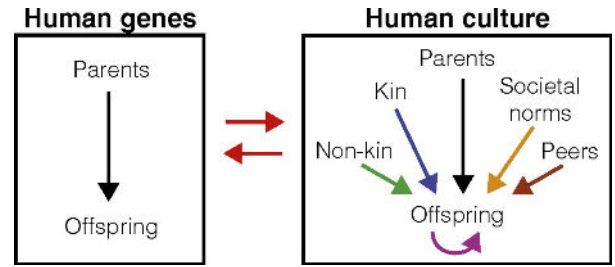 Human genes
Parents
Offspring
Human culture
Parents
Kin
Societal
norms
Non-kin
Peers
Offspring